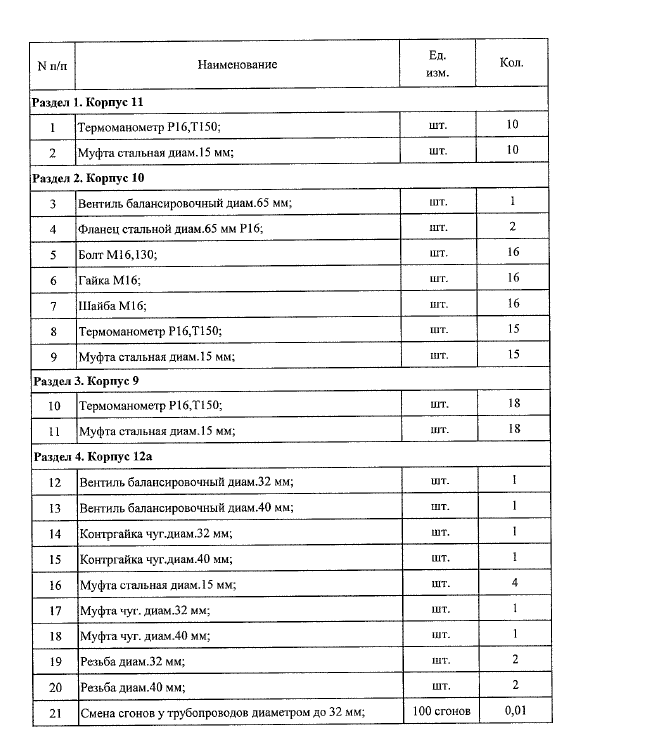 N п/п Наименование Ед. изм. Кол.
Раздел 1. Корпус 11
1 Термоманометр Р16,Т150; шт. 10
2 Муфта стальная диам.15 мм; шт. 10
Раздел 2. Корпус 10
3 Вентиль балансировочный диам.65 мм; шт. 1
4 Фланец стальной диам.65 мм Р16; шт. 2
5 Болт М16,130; шт. 16
6 Гайка М16; шт. 16
7 Шайба М16; шт. 16
8 Термоманометр Р16,Т150; шт. 15
9 Муфта стальная диам.15 мм; шт. 15
Раздел 3. Корпус 9
10 Термоманометр Р16,Т150; шт. 18
11 Муфта стальная диам.15 мм; шт. 18
Раздел 4. Корпус 12а
12 Вентиль балансировочный диам.32 мм; шт. 1
13 Вентиль балансировочный диам.40 мм; шт. 1
14 Контргайка чуг.диам.32 мм; шт. 1
15 Контргайка чуг.диам.40 мм; шт. 1
16 Муфта стальная диам.15 мм; шт. 4
17 Муфта чуг. диам.32 мм; шт. 1
18 Муфта чуг. диам.40 мм; шт. 1
19 Резьба диам.32 мм; шт. 2
20 Резьба диам.40 мм; шт. 2
21 Смена сгонов у трубопроводов диаметром до 32 мм; 100 сгонов 0,01